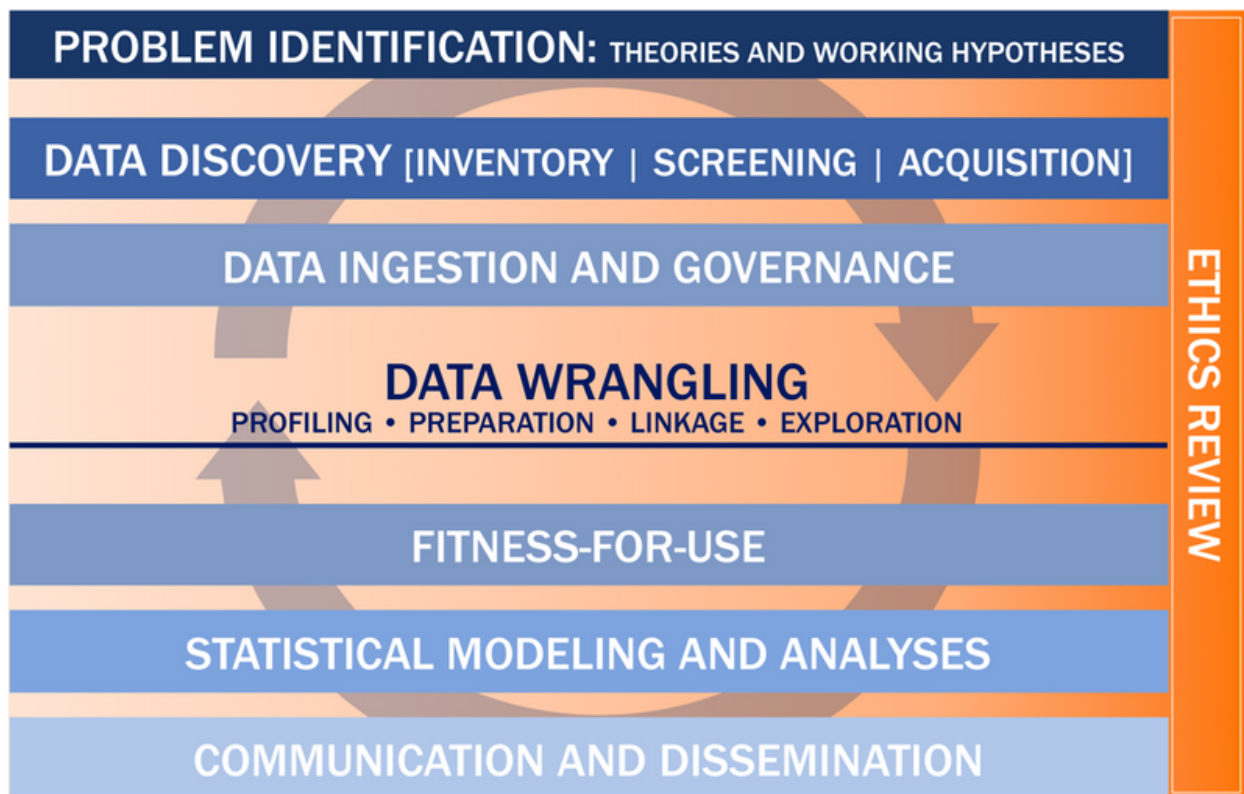 PROBLEM IDENTIFICATION: THEORIES AND WORKING HYPOTHESES
DATA DISCOVERY [INVENTORY | SCREENING | ACQUISITION]
DATA INGESTION AND GOVERNANCE
DATA WRANGLING
PROFILING • PREPARATION • LINKAGE • EXPLORATION
FITNESS-FOR-USE
STATISTICAL MODELING AND ANALYSES
COMMUNICATION AND DISSEMINATION
ETHICS REVIEW